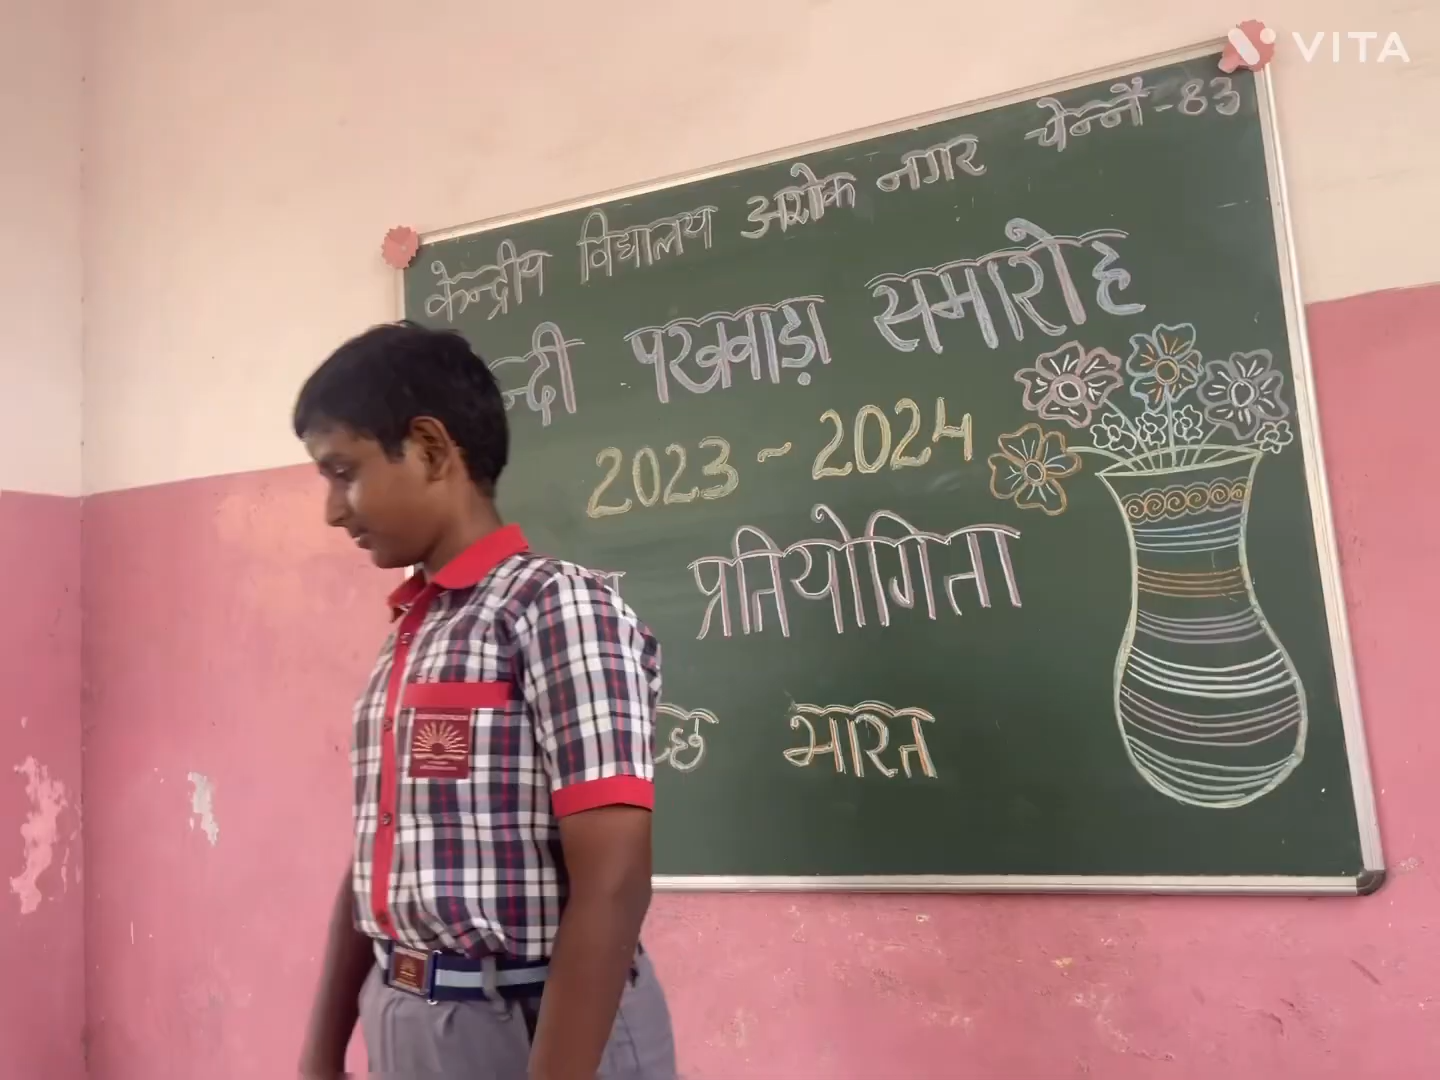 VITA
केन्द्रीय विद्यालय अशोक नगर चेन्नै-83
पखवाड़ा समारोह
2023 ~ 2024
प्रतियोगिता
भारत